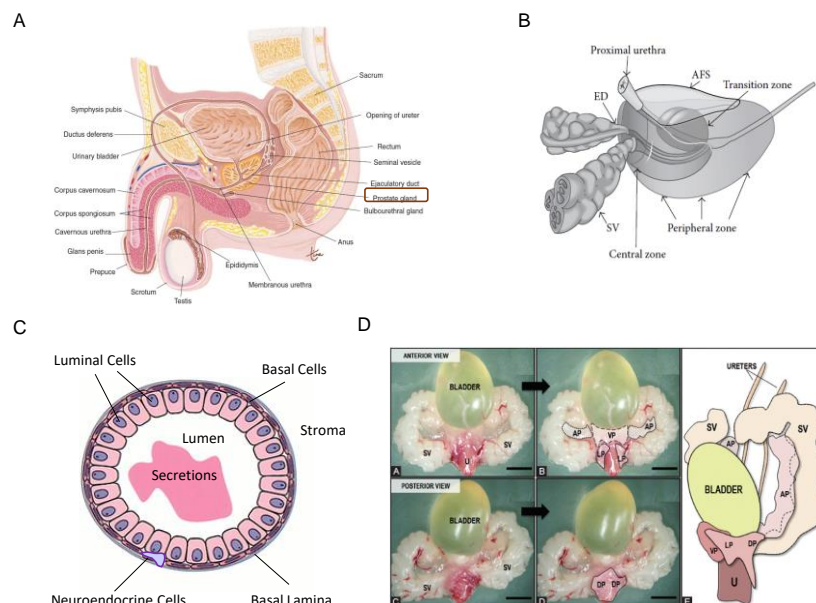 A
Symphysis pubis
Ductus deferens
Urinary bladder
Corpus cavernosum
Corpus spongiosum
Cavernous urethra
Glans penis
Prepuce
Scrotum
Testis
Epididymis
Membranous urethra
Sacrum
Opening of ureter
Rectum
Seminal vesicle
Ejaculatory duct
Prostata gland
Bulbourethral gland
Anus
B
Proximal urethra
AFS
ED
Transition zone
SV
Peripheral zone
Central zone
C
Luminal Cells
Basal Cells
Lumen
Stroma
Secretions
Neuroendocrine Cells
Basal Lamina
D
ANTERIOR VIEW
BLADDER
SV
SV
U
A
AP
VP
AP
LP
LP
B
POSTERIOR VIEW
BLADDER
SV
SV
C
DP
DP
D
URETERS
SV
SV
AP
AP
BLADDER
VP
LP
DP
U
E